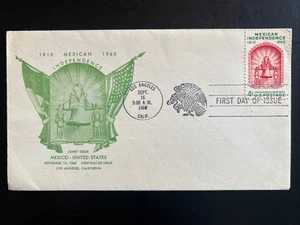 1810 MEXICAN 1960
INDEPENDENCE
JOINT ISSUE
MEXICO - UNITED STATES
SEPTEMBER 16, 1960 FIRST DAY OF ISSUE
LOS ANGELES, CALIFORNIA
LOS ANGELES
SEPT.
16
9:00 A.M.
1960
CALIF.
FIRST DAY OF ISSUE
MEXICAN
INDEPENDENCE
1810 1960
4¢
U.S. POSTAGE